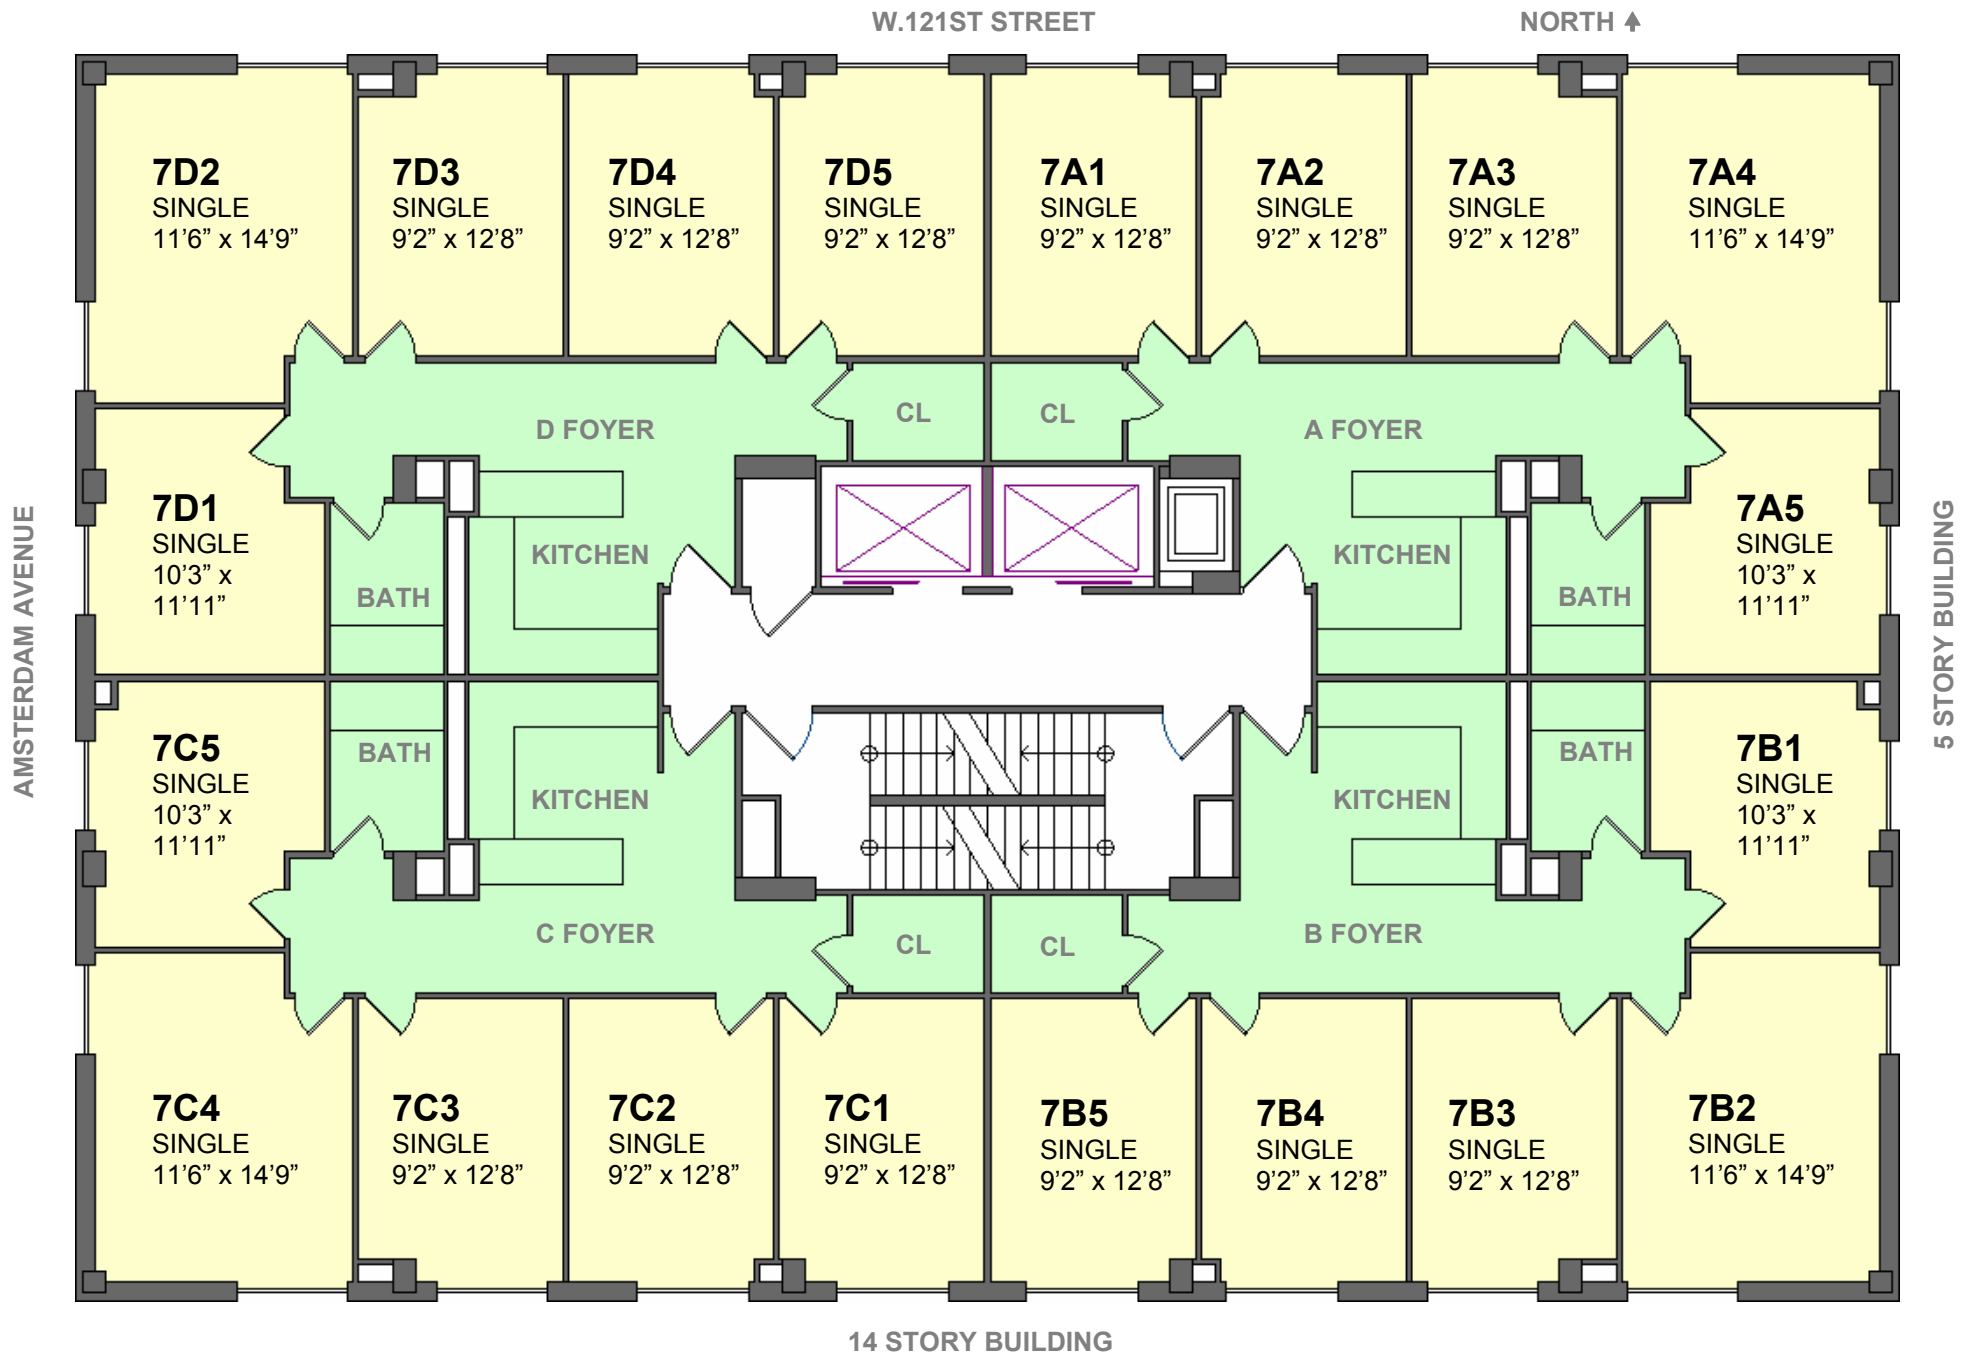 W.121ST STREET
NORTH
7D2
SINGLE
11’6” x 14’9”
7D3
SINGLE
9’2” x 12’8”
7D4
SINGLE
9’2” x 12’8”
7D5
SINGLE
9’2” x 12’8”
7A1
SINGLE
9’2” x 12’8”
7A2
SINGLE
9’2” x 12’8”
7A3
SINGLE
9’2” x 12’8”
7A4
SINGLE
11’6” x 14’9”
D FOYER
CL
CL
A FOYER
AMSTERDAM AVENUE
7D1
SINGLE
10’3” x
11’11”
BATH
KITCHEN
KITCHEN
BATH
7A5
SINGLE
10’3” x
11’11”
5 STORY BUILDING
7C5
SINGLE
10’3” x
11’11”
BATH
KITCHEN
KITCHEN
BATH
7B1
SINGLE
10’3” x
11’11”
C FOYER
CL
CL
B FOYER
7C4
SINGLE
11’6” x 14’9”
7C3
SINGLE
9’2” x 12’8”
7C2
SINGLE
9’2” x 12’8”
7C1
SINGLE
9’2” x 12’8”
7B5
SINGLE
9’2” x 12’8”
7B4
SINGLE
9’2” x 12’8”
7B3
SINGLE
9’2” x 12’8”
7B2
SINGLE
11’6” x 14’9”
14 STORY BUILDING